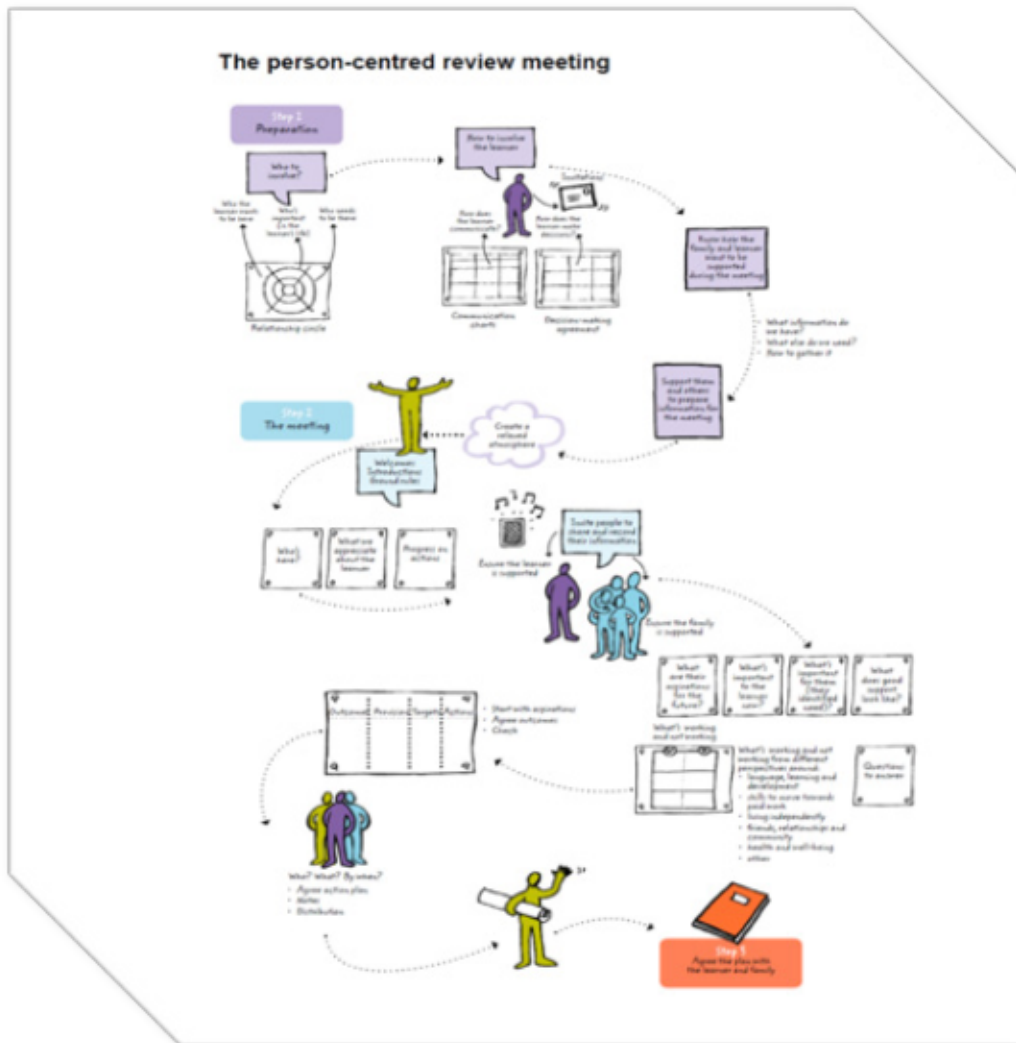 The person-centred review meeting
Step 1
Preparation
Who to
involve?
Who the
learner wants
to be here
Who's
important
(in the
learner's life)
Who needs
to be there
Relationship circle
How to involve
the learner
Invitations!
How does
the learner
communicate?
How does the
learner make
decisions?
Communication
charts
Decision-making
agreement
Know how the
family and learner
want to be
supported
during the meeting
- What information do
we have?
- What else do we need?
- How to gather it
Support them
and others
to prepare
information for
the meeting
Step 2
The meeting
Create a
relaxed
atmosphere
Welcome:
Introductions
Ground rules
Who's
here?
What we
appreciate
about the
learner
Progress on
actions
Invite people to
share and record
their information
Ensure the learner
is supported
Ensure the family
is supported
What
are their
aspirations
for the
future?
What's
important
to the
learner
now?
What's
important
for them
(their
identified
need)?
What
does good
support
look like?
What's working
and not working
What's working and not
working from different
perspectives around:
• language, learning and
development
• skills to move towards
paid work
• living independently
• friends, relationships and
community
• health and well-being
• other
Questions
to answer
Outcomes Provision Targets Actions
• Start with aspirations
• Agree outcomes
• Check
Who? What? By when?
• Agree action plan
• Notes
• Distribution
Step 3
Agree the plan with
the learner and family